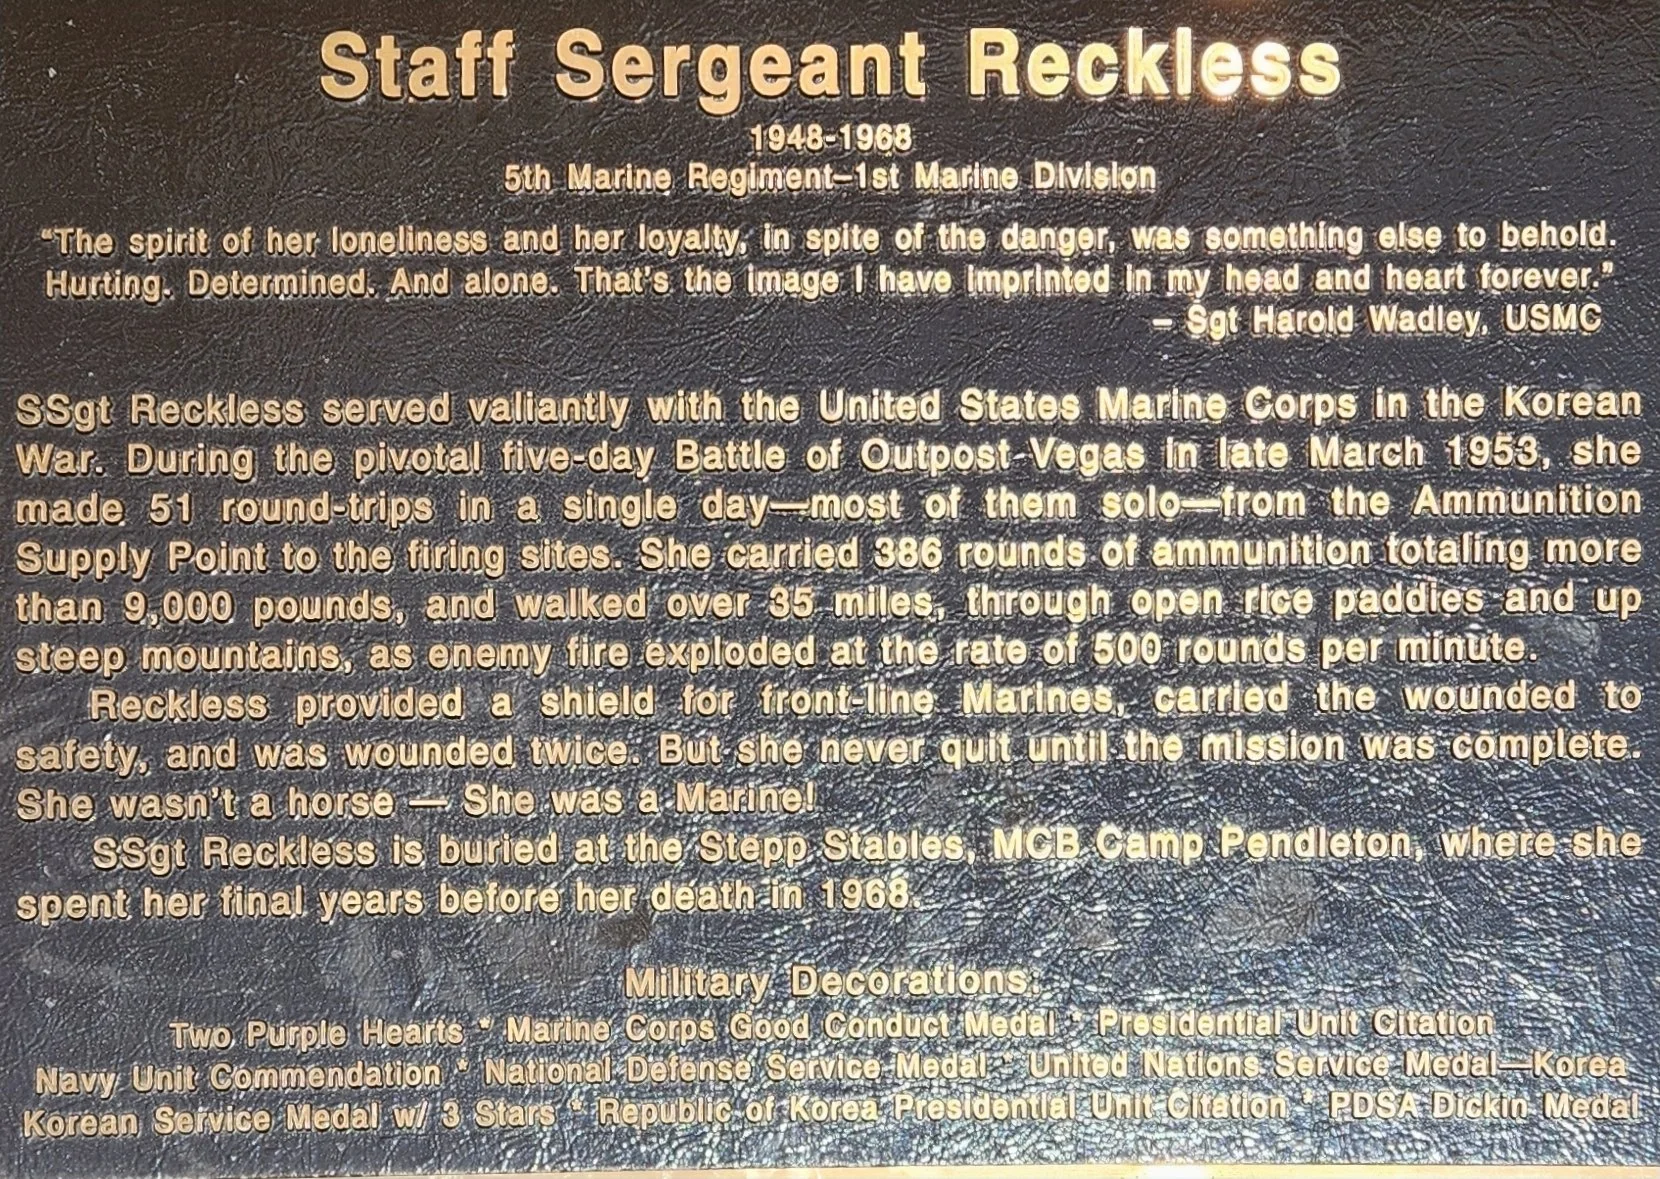 Staff Sergeant Reckless
1948-1968
5th Marine Regiment–1st Marine Division
“The spirit of her loneliness and her loyalty, in spite of the danger, was something else to behold.
Hurting. Determined. And alone. That's the image I have imprinted in my head and heart forever.”
– Sgt Harold Wadley, USMC
SSgt Reckless served valiantly with the United States Marine Corps in the Korean
War. During the pivotal five-day Battle of Outpost Vegas in late March 1953, she
made 51 round-trips in a single day—most of them solo—from the Ammunition
Supply Point to the firing sites. She carried 386 rounds of ammunition totaling more
than 9,000 pounds, and walked over 35 miles, through open rice paddies and up
steep mountains, as enemy fire exploded at the rate of 500 rounds per minute.
Reckless provided a shield for front-line Marines, carried the wounded to
safety, and was wounded twice. But she never quit until the mission was complete.
She wasn't a horse — She was a Marine!
SSgt Reckless is buried at the Stepp Stables, MCB Camp Pendleton, where she
spent her final years before her death in 1968.
Military Decorations:
Two Purple Hearts * Marine Corps Good Conduct Medal * Presidential Unit Citation
Navy Unit Commendation * National Defense Service Medal * United Nations Service Medal—Korea
Korean Service Medal w/ 3 Stars * Republic of Korea Presidential Unit Citation * PDSA Dickin Medal